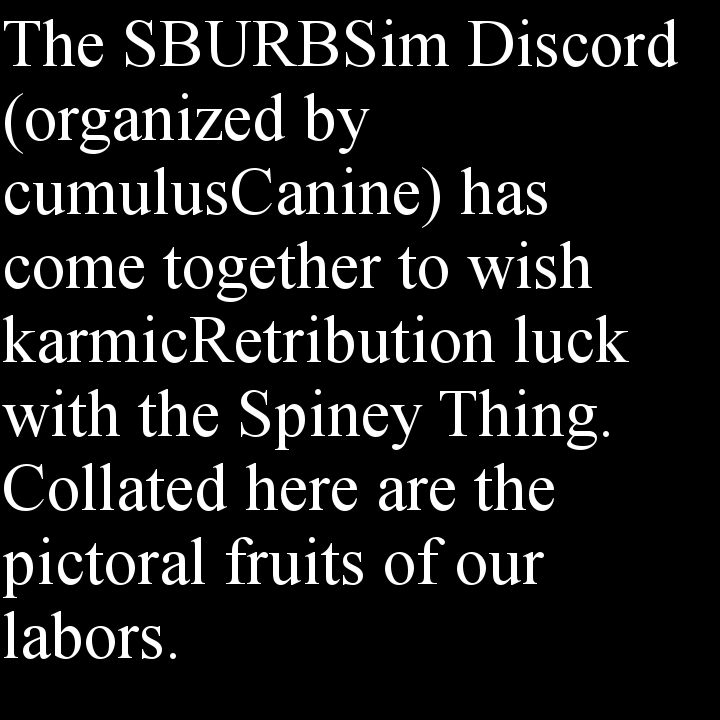 The SBURBSim Discord
(organized by
cumulusCanine) has
come together to wish
karmicRetribution luck
with the Spiney Thing.
Collated here are the
pictoral fruits of our
labors.